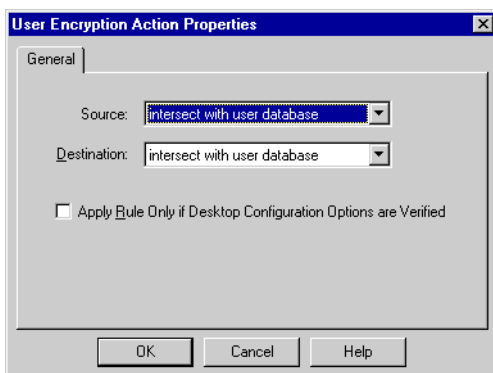 User Encryption Action Properties
General
Source: intersect with user database
Destination: intersect with user database
Apply Rule Only if Desktop Configuration Options are Verified
OK Cancel Help